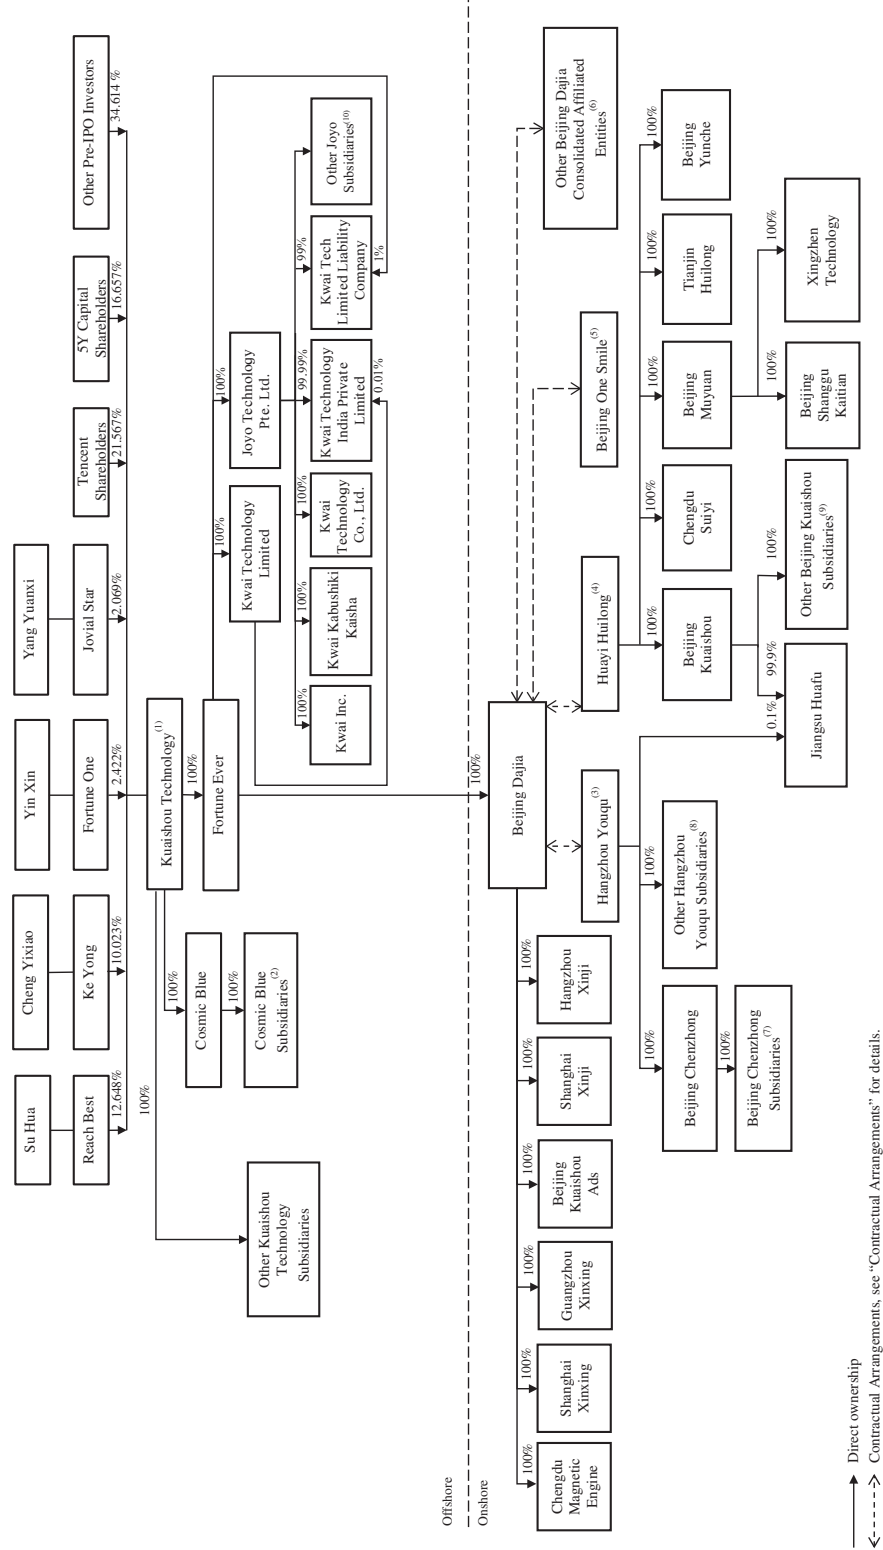 Su Hua
Cheng Yixiao
Yin Xin
Yang Yuanxi
Reach Best
Ke Yong
Fortune One
Jovial Star
Tencent
Shareholders
5Y Capital
Shareholders
Other Pre-IPO Investors
12.648%
10.023%
2.422%
2.069%
21.567%
16.657%
34.614 %
100%
Kuaishou Technology(1)
100%
100%
Fortune Ever
Cosmic Blue
100%
Cosmic Blue
Subsidiaries(2)
Other Kuaishou
Technology
Subsidiaries
100%
100%
Kwai Technology
Limited
Joyo Technology
Pte. Ltd.
100%
100%
100%
99.99%
99%
Kwai Inc.
Kwai Kabushiki
Kaisha
Kwai
Technology
Co., Ltd.
Kwai Technology
India Private
Limited
Kwai Tech
Limited Liability
Company
Other Joyo
Subsidiaries(10)
0.01%
1%
Offshore
Onshore
100%
Beijing Dajia
100%
100%
100%
100%
100%
100%
Chengdu
Magnetic
Engine
Shanghai
Xinxing
Guangzhou
Xinxing
Beijing
Kuaishou
Ads
Shanghai
Xinji
Hangzhou
Xinji
Hangzhou Youqu(3)
Huayi Huilong(4)
Beijing One Smile(5)
Other Beijing Dajia
Consolidated Affiliated
Entities(6)
100%
100%
100%
100%
100%
100%
100%
Beijing Chenzhong
Other Hangzhou
Youqu Subsidiaries(8)
Beijing
Kuaishou
Chengdu
Suiyi
Beijing
Muyuan
Tianjin
Huilong
Beijing
Yunche
100%
Beijing Chenzhong
Subsidiaries(7)
0.1%
99.9%
100%
100%
100%
Jiangsu Huafu
Other Beijing Kuaishou
Subsidiaries(9)
Beijing
Shanggu
Kaitian
Xingzhen
Technology
Direct ownership
Contractual Arrangements, see “Contractual Arrangements” for details.